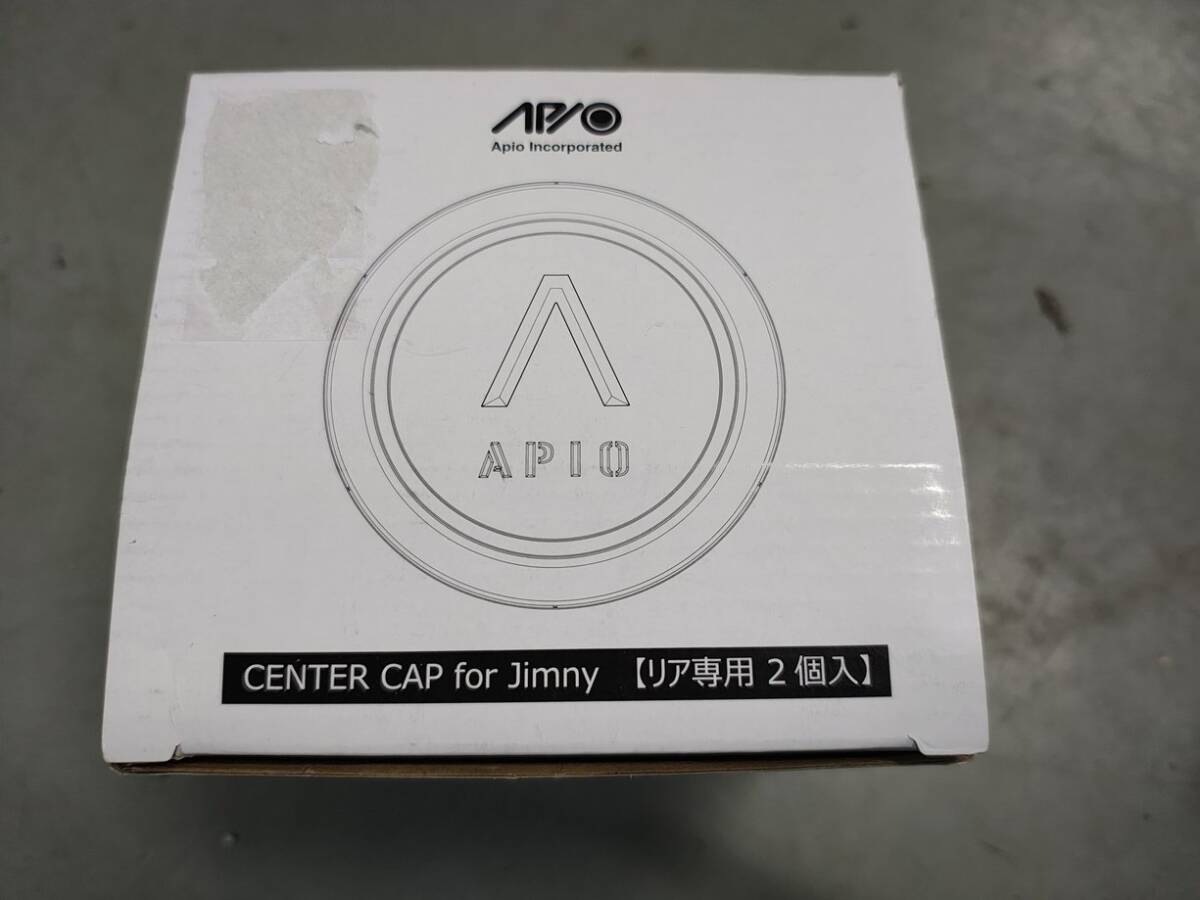 APIO
Apio Incorporated
A
APIO
CENTER CAP for Jimny 【リア専用 2個入】